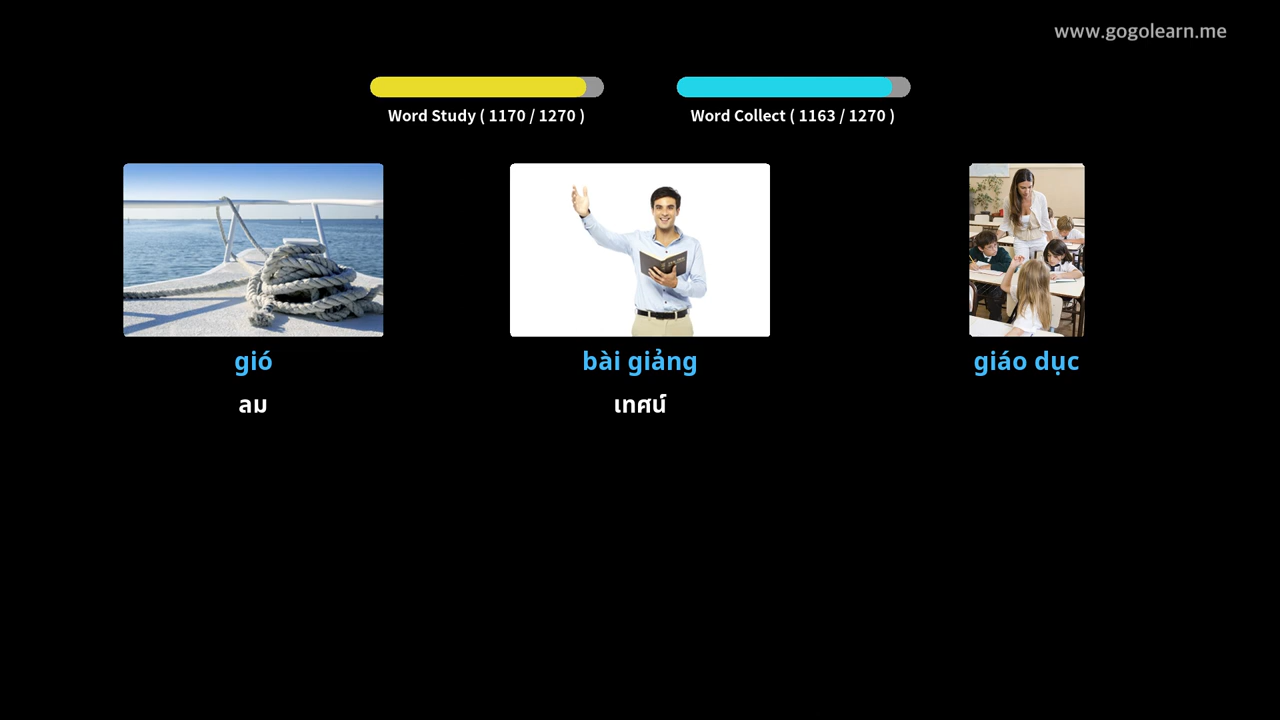 www.gogolearn.me
Word Study ( 1170 / 1270 )
Word Collect ( 1163 / 1270 )
gió
bài giảng
giáo dục
ลม
เทศน์